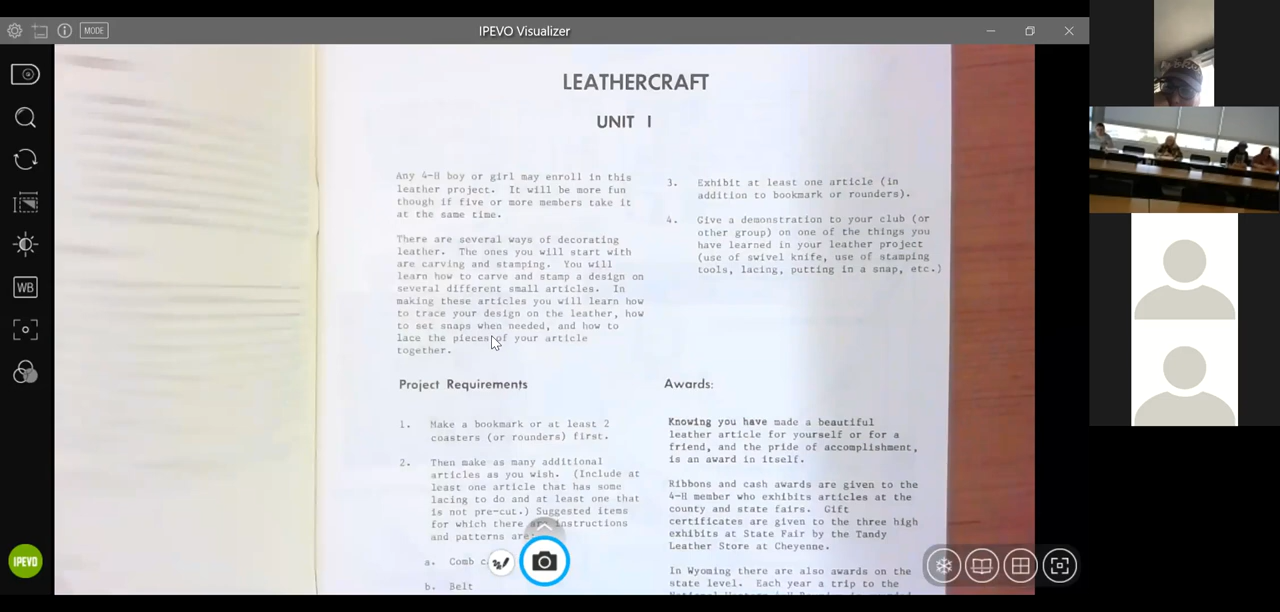 MODE
IPEVO Visualizer
WB
IPEVO
LEATHERCRAFT
UNIT I
Any 4-H boy or girl may enroll in this
leather project. It will be more fun
though if five or more members take it
at the same time.
There are several ways of decorating
leather. The ones you will start with
are carving and stamping. You will
learn how to carve and stamp a design on
several different small articles. In
making these articles you will learn how
to trace your design on the leather, how
to set snaps when needed, and how to
lace the pieces of your article
together.
Project Requirements
1. Make a bookmark or at least 2
coasters (or rounders) first.
2. Then make as many additional
articles as you wish. (Include at
least one article that has some
lacing to do and at least one that
is not pre-cut.) Suggested items
for which there are instructions
and patterns are:
a. Comb
b. Belt
3. Exhibit at least one article (in
addition to bookmark or rounders).
4. Give a demonstration to your club (or
other group) on one of the things you
have learned in your leather project
(use of swivel knife, use of stamping
tools, lacing, putting in a snap, etc.)
Awards:
Knowing you have made a beautiful
leather article for yourself or for a
friend, and the pride of accomplishment,
is an award in itself.
Ribbons and cash awards are given to the
4-H member who exhibits articles at the
county and state fairs. Gift
certificates are given to the three high
exhibits at State Fair by the Tandy
Leather Store at Cheyenne.
In Wyoming there are also awards on the
state level. Each year a trip to the